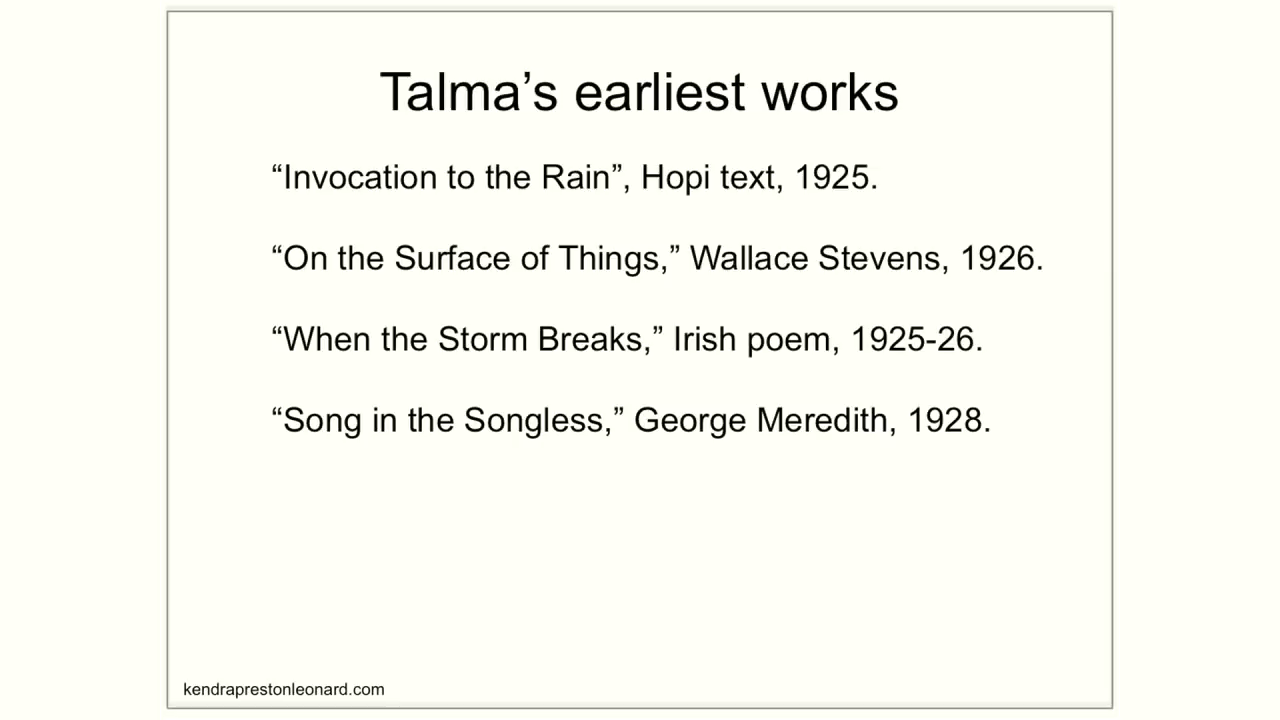 Talma’s earliest works
“Invocation to the Rain”, Hopi text, 1925.
“On the Surface of Things,” Wallace Stevens, 1926.
“When the Storm Breaks,” Irish poem, 1925-26.
“Song in the Songless,” George Meredith, 1928.
kendraprestonleonard.com